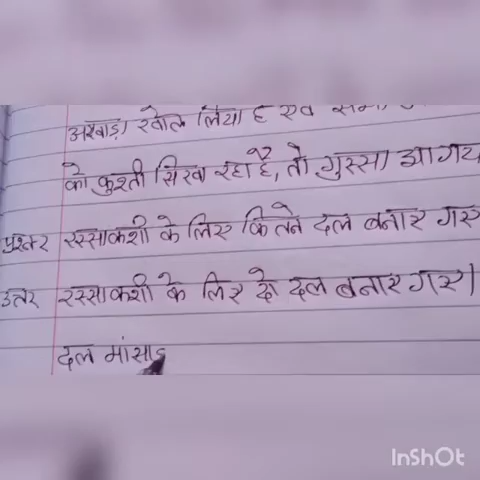 अखाड़ा खोल लिया है एवं
को कुश्ती सिखा रहा है, तो गुस्सा आ गय
प्रश्न२ रस्साकशी के लिए कितने दल बनाए गए
उत्तर रस्साकशी के लिए दो दल बनाए गए।
दल मांसाह
InShOt